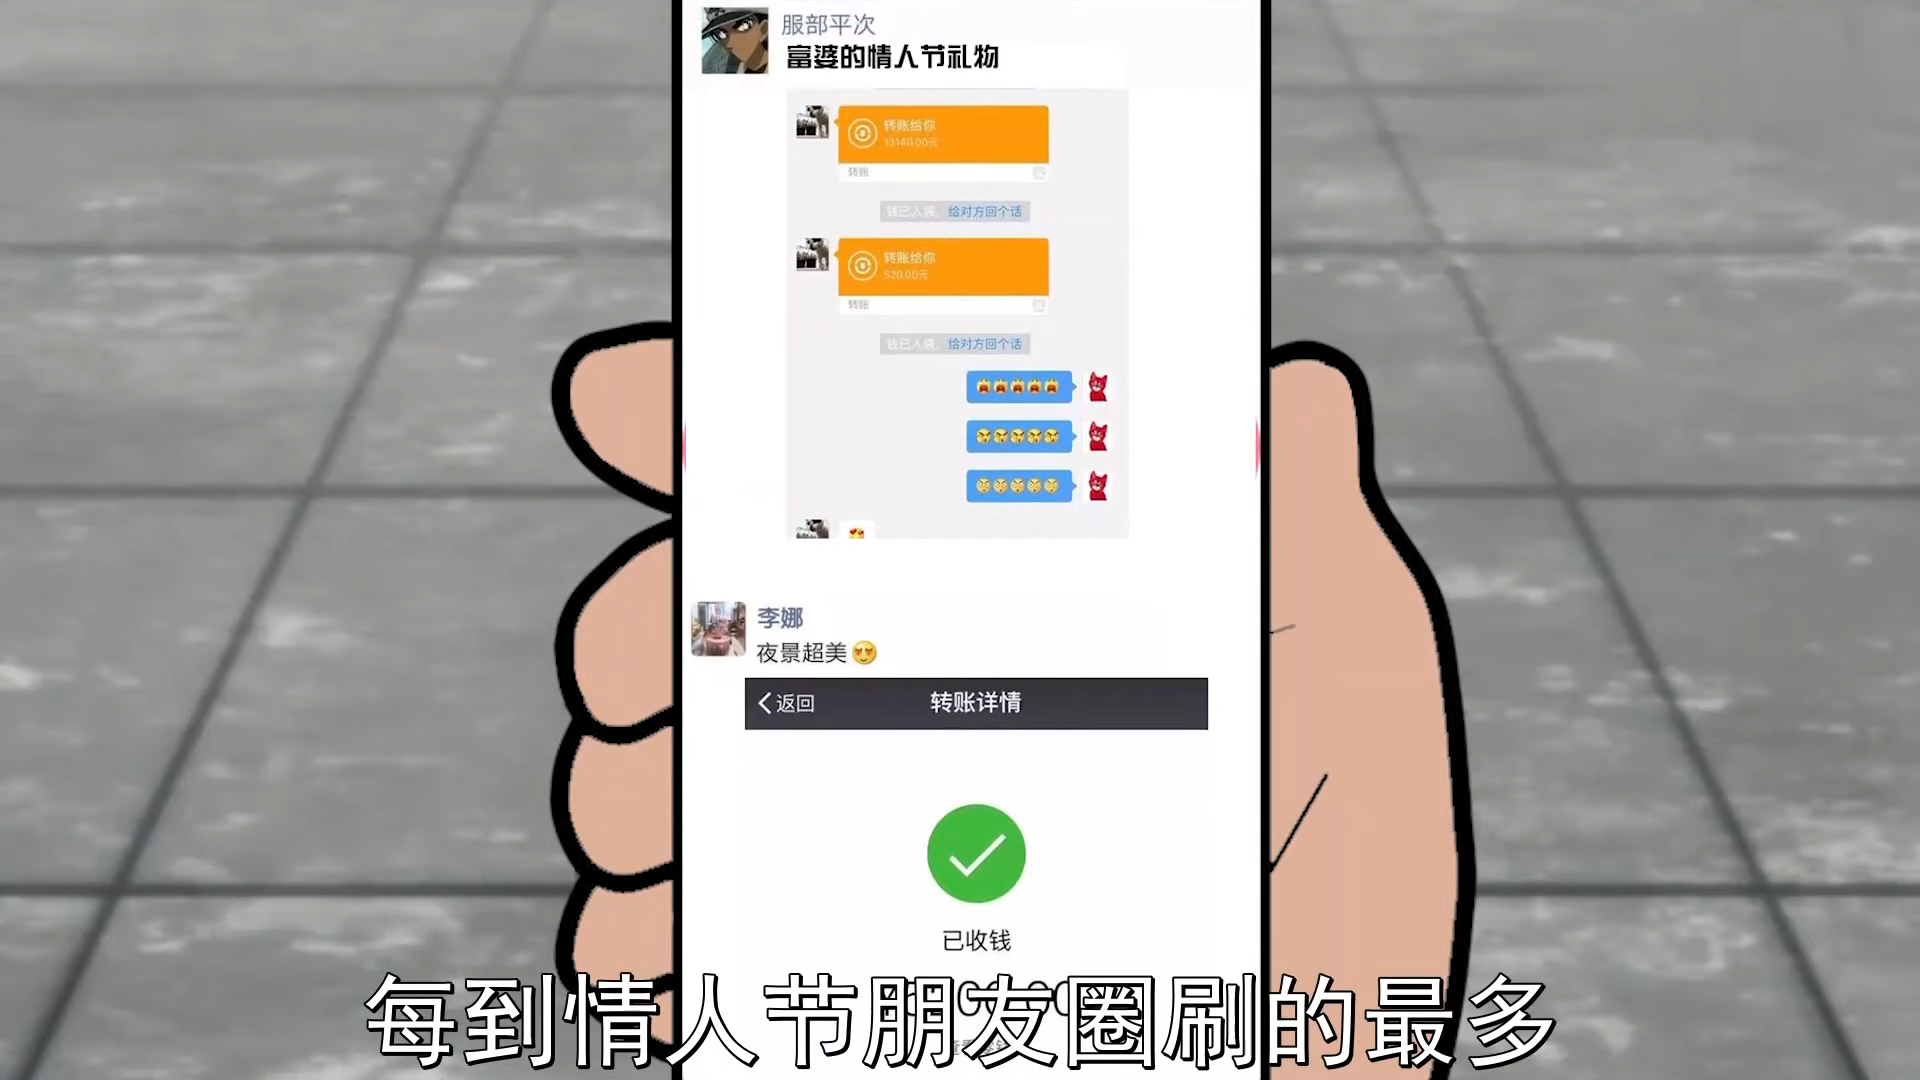 服部平次
富婆的情人节礼物
转账给你
13140.00元
转账
钱已入袋，给对方回个话
转账给你
520.00元
转账
钱已入袋，给对方回个话
李娜
夜景超美
返回
转账详情
已收钱
每到情人节朋友圈刷的最多